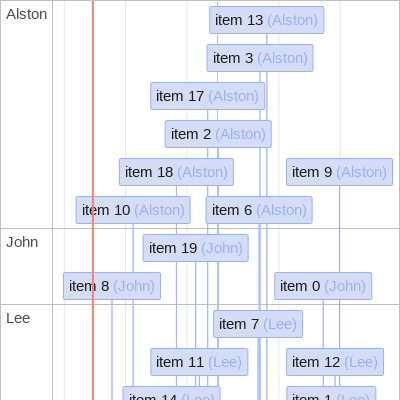 Alston
item 13 (Alston)
item 3 (Alston)
item 17 (Alston)
item 2 (Alston)
item 18 (Alston)
item 9 (Alston)
item 10 (Alston)
item 6 (Alston)
John
item 19 (John)
item 8 (John)
item 0 (John)
Lee
item 7 (Lee)
item 11 (Lee)
item 12 (Lee)
item 14 (Lee)
item 1 (Lee)